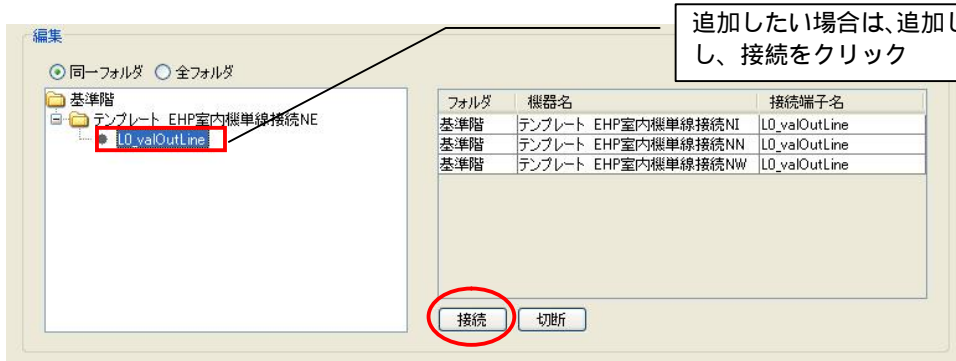 追加したい場合は、追加し
し、接続をクリック
編集
同一フォルダ 全フォルダ
基準階
テンプレート EHP室内機単線接続NE
L0_valOutLine
フォルダ 機器名 接続端子名
基準階 テンプレート EHP室内機単線接続NI L0_valOutLine
基準階 テンプレート EHP室内機単線接続NN L0_valOutLine
基準階 テンプレート EHP室内機単線接続NW L0_valOutLine
接続 切断